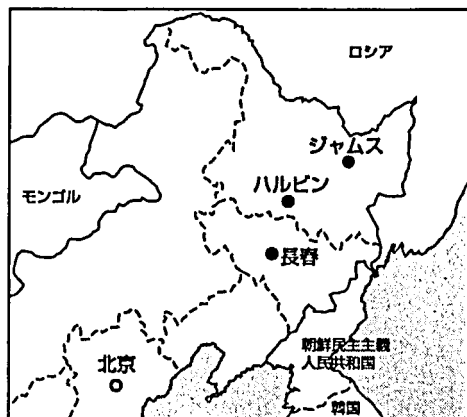 ロシア
ジャムス
ハルビン
モンゴル
長春
朝鮮民主主義
人民共和国
北京
韓国